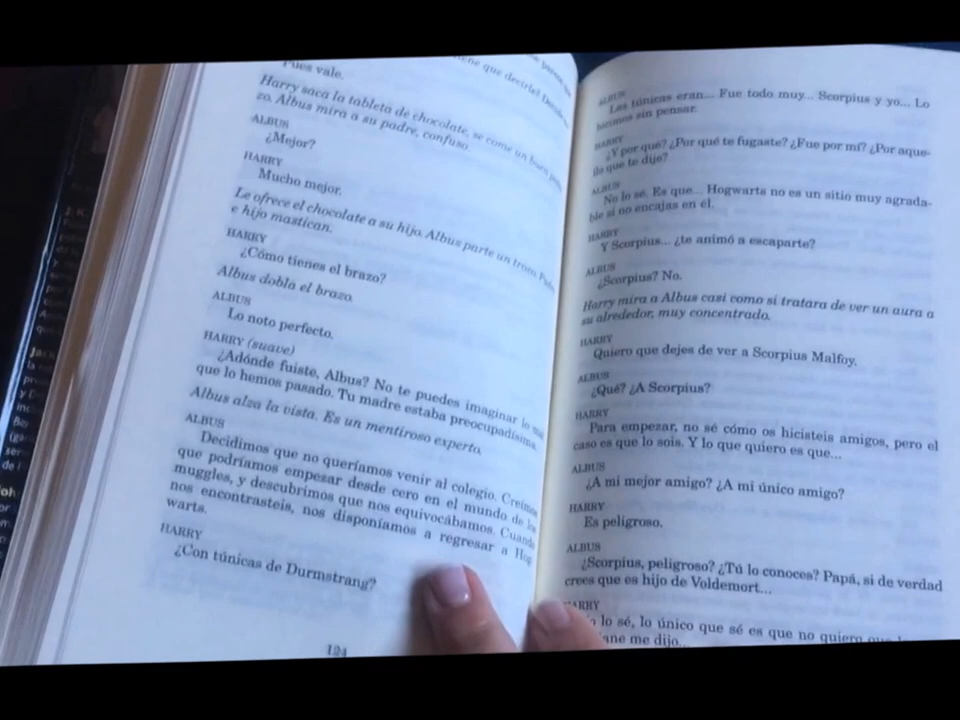 Pues vale.
Harry saca la tableta de chocolate, se come un buen
zo. Albus mira a su padre, confuso.
ALBUS
¿Mejor?
HARRY
Mucho mejor.
Le ofrece el chocolate a su hijo. Albus parte un trozo. Padre
e hijo mastican.
HARRY
¿Cómo tienes el brazo?
Albus dobla el brazo.
ALBUS
Lo noto perfecto.
HARRY (suave)
¿Adónde fuiste, Albus? No te puedes imaginar lo mal
que lo hemos pasado. Tu madre estaba preocupadísima.
Albus alza la vista. Es un mentiroso experto.
ALBUS
Decidimos que no queríamos venir al colegio. Creímos
que podríamos empezar desde cero en el mundo de los
muggles, y descubrimos que nos equivocábamos. Cuando
nos encontrasteis, nos disponíamos a regresar a Hog
warts.
HARRY
¿Con túnicas de Durmstrang?
124
ALBUS
Las túnicas eran... Fue todo muy... Scorpius y yo... Lo
hicimos sin pensar.
HARRY
¿Y por qué? ¿Por qué te fugaste? ¿Fue por mí? ¿Por aque-
llo que te dije?
ALBUS
No lo sé. Es que... Hogwarts no es un sitio muy agrada-
ble si no encajas en él.
HARRY
Y Scorpius... ¿te animó a escaparte?
ALBUS
¿Scorpius? No.
Harry mira a Albus casi como si tratara de ver un aura a
su alrededor, muy concentrado.
HARRY
Quiero que dejes de ver a Scorpius Malfoy.
ALBUS
¿Qué? ¿A Scorpius?
HARRY
Para empezar, no sé cómo os hicisteis amigos, pero el
caso es que lo sois. Y lo que quiero es que...
ALBUS
¿A mi mejor amigo? ¿A mi único amigo?
HARRY
Es peligroso.
ALBUS
¿Scorpius, peligroso? ¿Tú lo conoces? Papá, si de verdad
crees que es hijo de Voldemort...
HARRY
lo sé, lo único que sé es que no quiero que
me dijo...